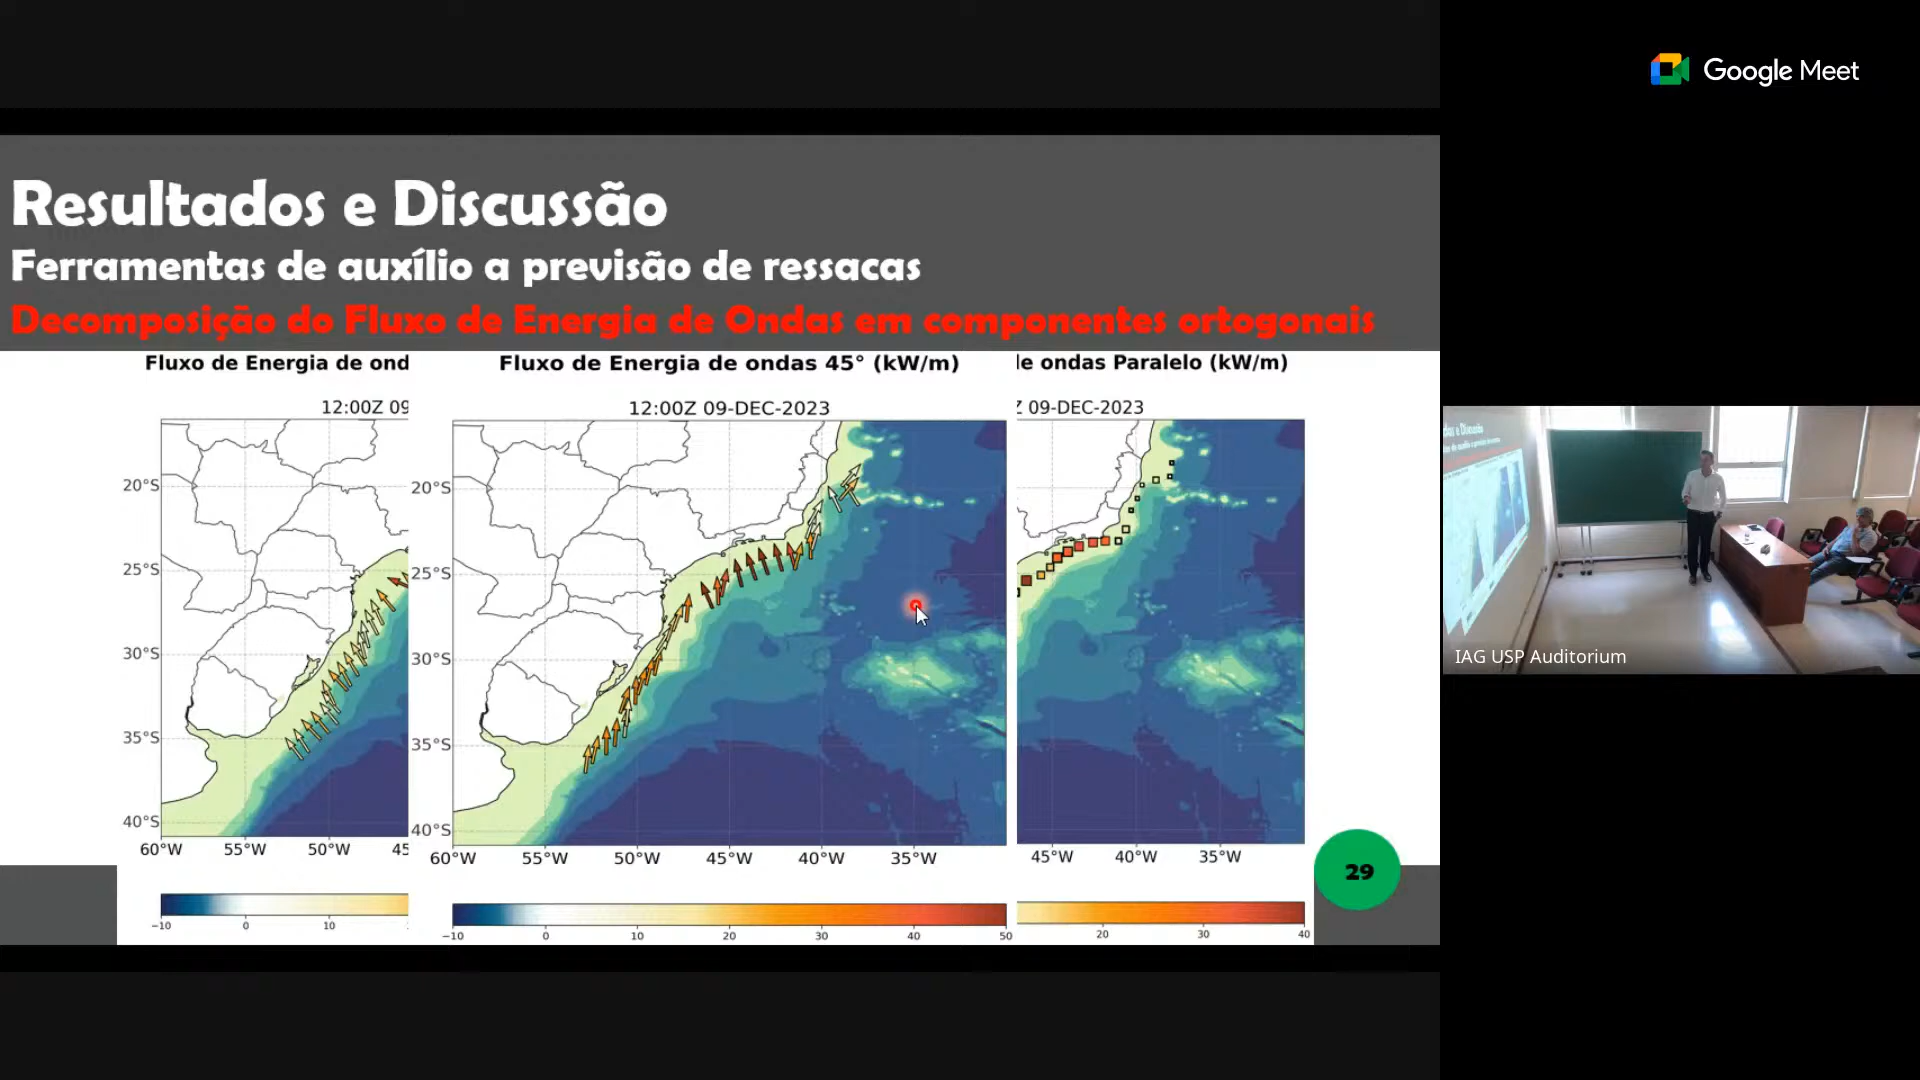 Google Meet
Resultados e Discussão
Ferramentas de auxílio a previsão de ressacas
Decomposição do Fluxo de Energia de Ondas em componentes ortogonais
Fluxo de Energia de ond
12:00Z 09
20°S
25°S
30°S
35°S
40°S
60°W 55°W 50°W 45
−10 0 10
Fluxo de Energia de ondas 45° (kW/m)
12:00Z 09-DEC-2023
20°S
25°S
30°S
35°S
40°S
60°W 55°W 50°W 45°W 40°W 35°W
−10 0 10 20 30 40 50
le ondas Paralelo (kW/m)
Z 09-DEC-2023
45°W 40°W 35°W
20 30 40
29
IAG USP Auditorium